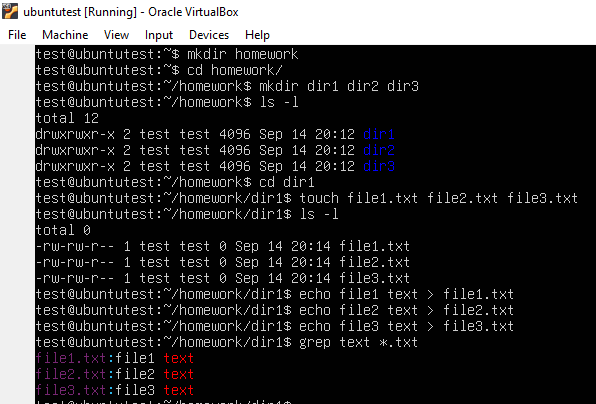 ubuntutest [Running] - Oracle VirtualBox
File Machine View Input Devices Help
test@ubuntutest:~$ mkdir homework
test@ubuntutest:~$ cd homework/
test@ubuntutest:~/homework$ mkdir dir1 dir2 dir3
test@ubuntutest:~/homework$ ls -l
total 12
drwxrwxr-x 2 test test 4096 Sep 14 20:12 dir1
drwxrwxr-x 2 test test 4096 Sep 14 20:12 dir2
drwxrwxr-x 2 test test 4096 Sep 14 20:12 dir3
test@ubuntutest:~/homework$ cd dir1
test@ubuntutest:~/homework/dir1$ touch file1.txt file2.txt file3.txt
test@ubuntutest:~/homework/dir1$ ls -l
total 0
-rw-rw-r-- 1 test test 0 Sep 14 20:14 file1.txt
-rw-rw-r-- 1 test test 0 Sep 14 20:14 file2.txt
-rw-rw-r-- 1 test test 0 Sep 14 20:14 file3.txt
test@ubuntutest:~/homework/dir1$ echo file1 text > file1.txt
test@ubuntutest:~/homework/dir1$ echo file2 text > file2.txt
test@ubuntutest:~/homework/dir1$ echo file3 text > file3.txt
test@ubuntutest:~/homework/dir1$ grep text *.txt
file1.txt:file1 text
file2.txt:file2 text
file3.txt:file3 text
test@ubuntutest:~/homework/dir1$